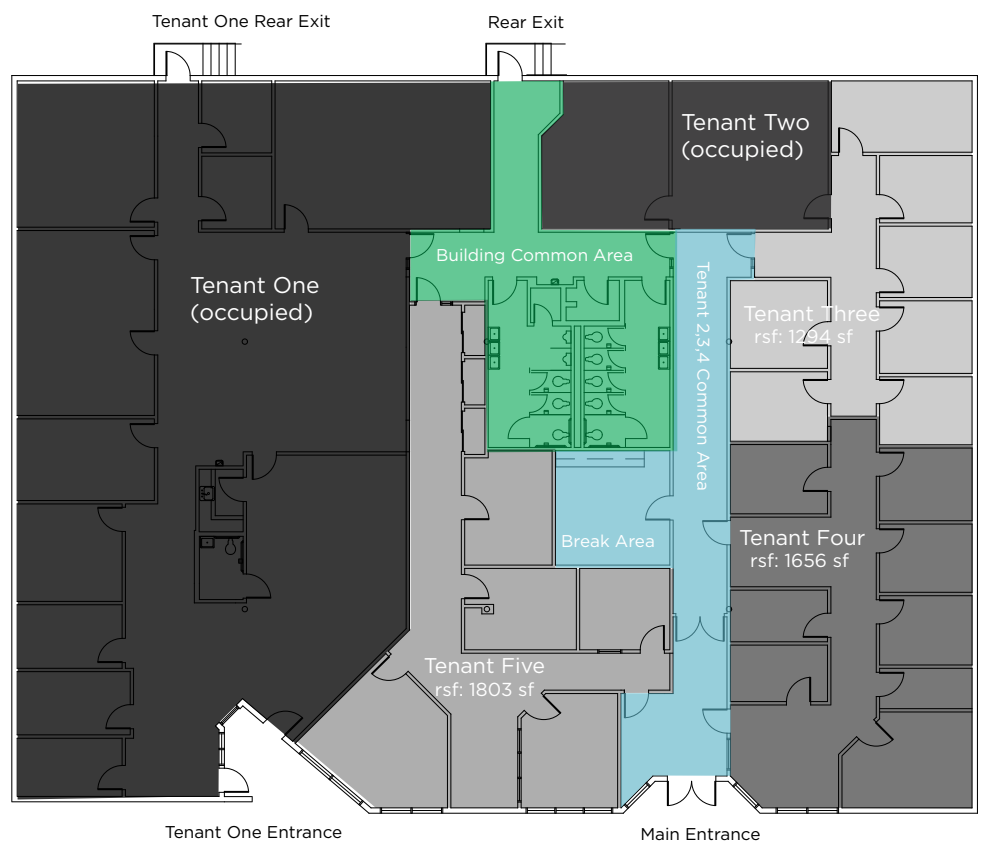 Tenant One Rear Exit
Rear Exit
Tenant Two
(occupied)
Building Common Area
Tenant One
(occupied)
Tenant 2,3,4 Common Area
Tenant Three
rsf: 1294 sf
Break Area
Tenant Four
rsf: 1656 sf
Tenant Five
rsf: 1803 sf
Tenant One Entrance
Main Entrance